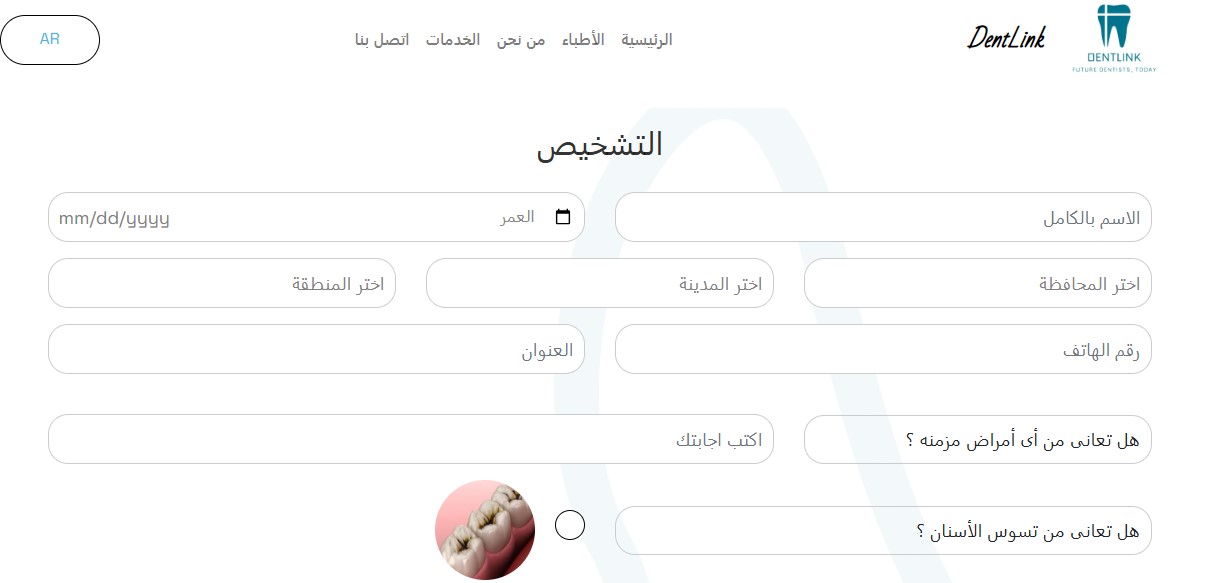 DENTLINK
FUTURE DENTISTS, TODAY
DentLink
الرئيسية الأطباء من نحن الخدمات اتصل بنا
AR
التشخيص
الاسم بالكامل
العمر mm/dd/yyyy
اختر المحافظة
اختر المدينة
اختر المنطقة
رقم الهاتف
العنوان
هل تعانى من أى أمراض مزمنه ؟
اكتب اجابتك
هل تعانى من تسوس الأسنان ؟